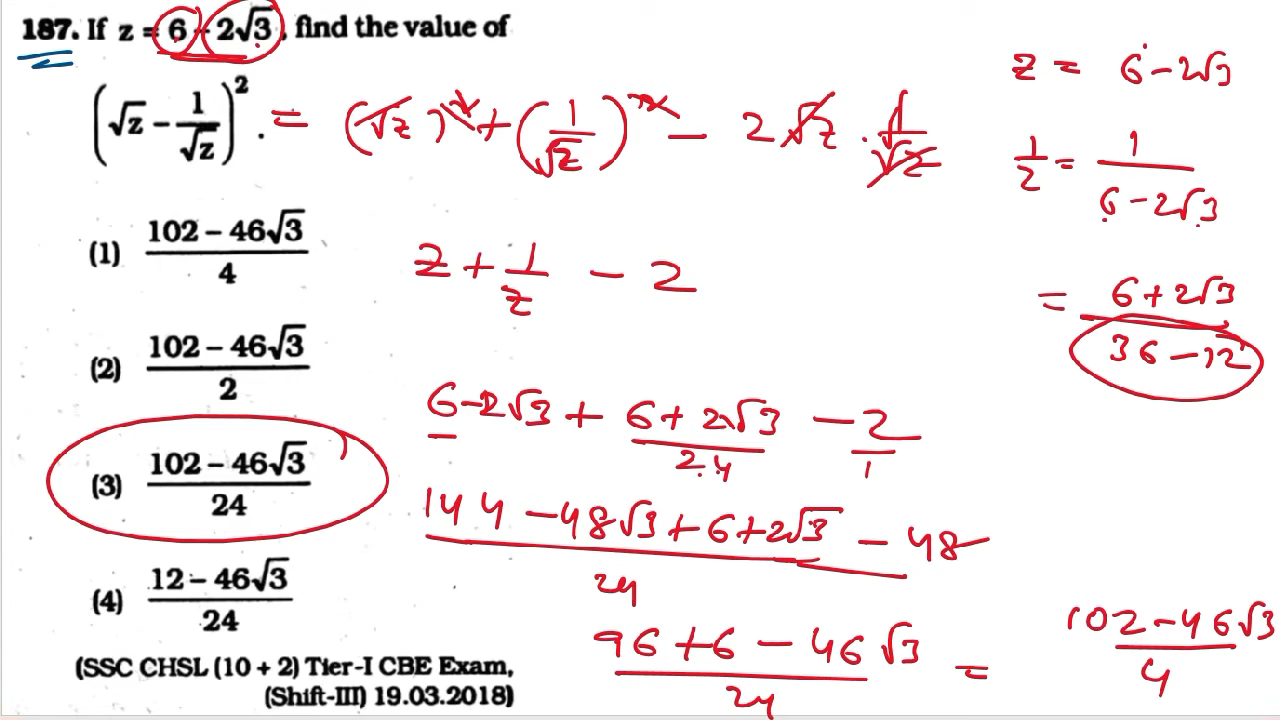 187. If z = 6 - 2√3, find the value of
(√z - 1/√z)².
= (√z)² + (1/√z)² - 2√z . 1/√z
(1) 102 - 46√3 / 4
(2) 102 - 46√3 / 2
(3) 102 - 46√3 / 24
(4) 12 - 46√3 / 24
(SSC CHSL (10 + 2) Tier-I CBE Exam,
(Shift-III) 19.03.2018)
z + 1/z - 2
6-2√3 + 6+2√3/24 - 2/1
144 - 48√3 + 6 + 2√3 - 48 / 24
96 + 6 - 46√3 / 24 = 102 - 46√3 / 4
z = 6-2√3
1/z = 1 / 6-2√3
= 6+2√3 / 36-12